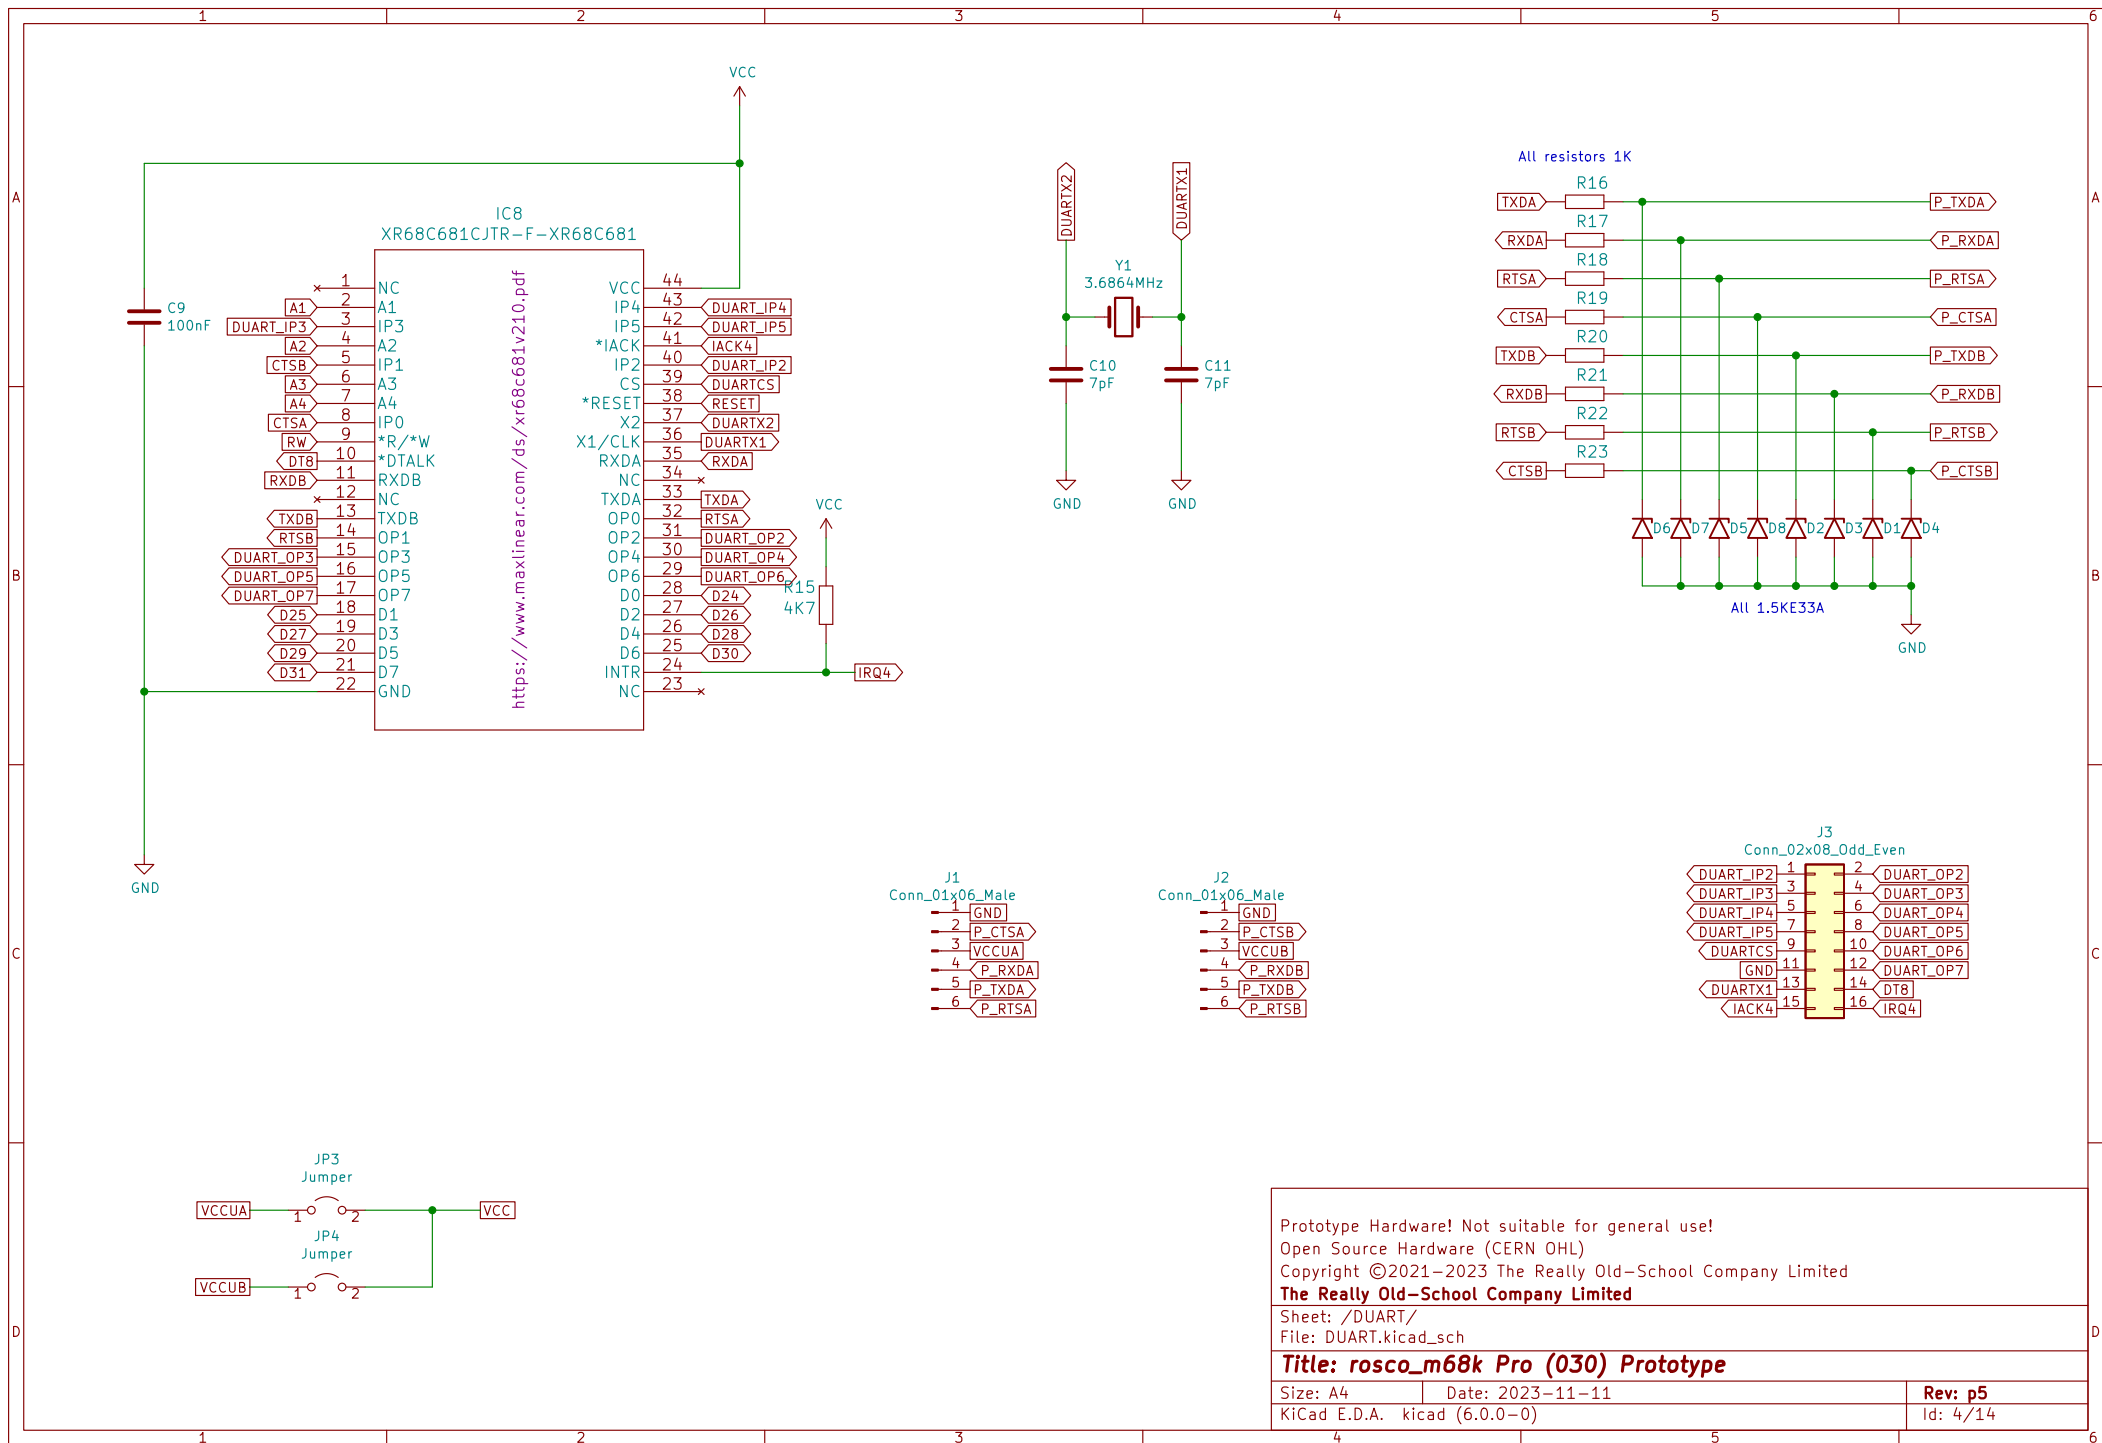 1 2 3 4 5 6
A
B
C
D
A
B
C
D
1 2 3 4 5 6
VCC
C9
100nF
GND
IC8
XR68C681CJTR-F-XR68C681
https://www.maxlinear.com/ds/xr68c681v210.pdf
1 NC
A1 2 A1
DUART_IP3 3 IP3
A2 4 A2
CTSB 5 IP1
A3 6 A3
A4 7 A4
CTSA 8 IP0
RW 9 *R/*W
DT8 10 *DTALK
RXDB 11 RXDB
12 NC
TXDB 13 TXDB
RTSB 14 OP1
DUART_OP3 15 OP3
DUART_OP5 16 OP5
DUART_OP7 17 OP7
D25 18 D1
D27 19 D3
D29 20 D5
D31 21 D7
22 GND
VCC 44
IP4 43 DUART_IP4
IP5 42 DUART_IP5
*IACK 41 IACK4
IP2 40 DUART_IP2
CS 39 DUARTCS
*RESET 38 RESET
X2 37 DUARTX2
X1/CLK 36 DUARTX1
RXDA 35 RXDA
NC 34
TXDA 33 TXDA
OP0 32 RTSA
OP2 31 DUART_OP2
OP4 30 DUART_OP4
OP6 29 DUART_OP6
D0 28 D24
D2 27 D26
D4 26 D28
D6 25 D30
INTR 24 IRQ4
NC 23
VCC
R15
4K7
DUARTX2
DUARTX1
Y1
3.6864MHz
C10
7pF
C11
7pF
GND
GND
All resistors 1K
TXDA R16 P_TXDA
RXDA R17 P_RXDA
RTSA R18 P_RTSA
CTSA R19 P_CTSA
TXDB R20 P_TXDB
RXDB R21 P_RXDB
RTSB R22 P_RTSB
CTSB R23 P_CTSB
D6 D7 D5 D8 D2 D3 D1 D4
All 1.5KE33A
GND
J1
Conn_01x06_Male
1 GND
2 P_CTSA
3 VCCUA
4 P_RXDA
5 P_TXDA
6 P_RTSA
J2
Conn_01x06_Male
1 GND
2 P_CTSB
3 VCCUB
4 P_RXDB
5 P_TXDB
6 P_RTSB
J3
Conn_02x08_Odd_Even
DUART_IP2 1 2 DUART_OP2
DUART_IP3 3 4 DUART_OP3
DUART_IP4 5 6 DUART_OP4
DUART_IP5 7 8 DUART_OP5
DUARTCS 9 10 DUART_OP6
GND 11 12 DUART_OP7
DUARTX1 13 14 DT8
IACK4 15 16 IRQ4
JP3
Jumper
VCCUA 1 2 VCC
JP4
Jumper
VCCUB 1 2
Prototype Hardware! Not suitable for general use!
Open Source Hardware (CERN OHL)
Copyright ©2021-2023 The Really Old-School Company Limited
The Really Old-School Company Limited
Sheet: /DUART/
File: DUART.kicad_sch
Title: rosco_m68k Pro (030) Prototype
Size: A4 Date: 2023-11-11 Rev: p5
KiCad E.D.A. kicad (6.0.0-0) Id: 4/14